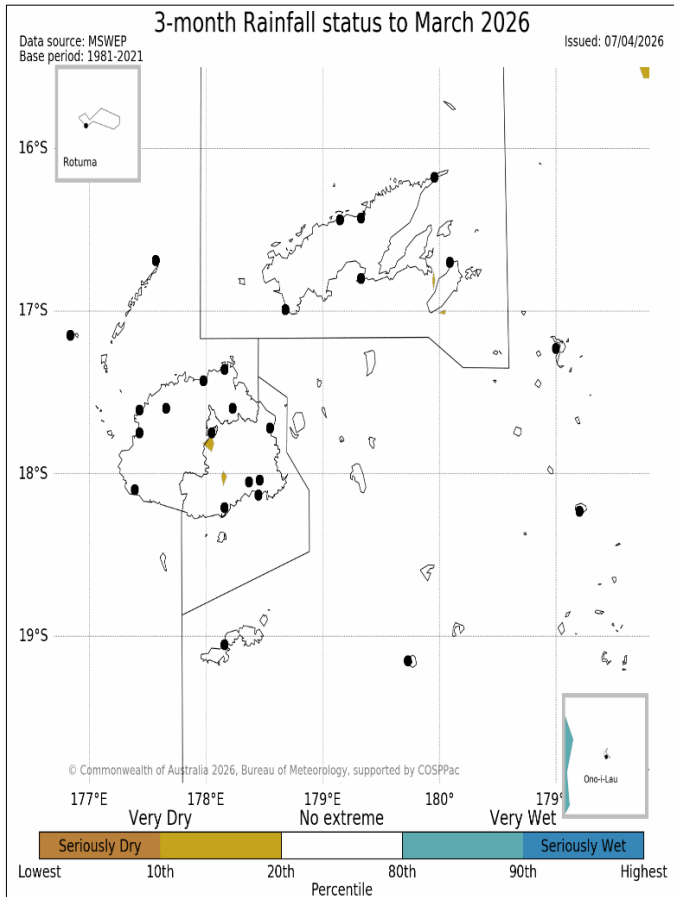 3-month Rainfall status to March 2026
Data source: MSWEP
Base period: 1981-2021
Issued: 07/04/2026
Rotuma
16°S
17°S
18°S
19°S
Ono-i-Lau
© Commonwealth of Australia 2026, Bureau of Meteorology, supported by COSPPac
177°E 178°E 179°E 180° 179°
Very Dry No extreme Very Wet
Seriously Dry Seriously Wet
Lowest 10th 20th 80th 90th Highest
Percentile